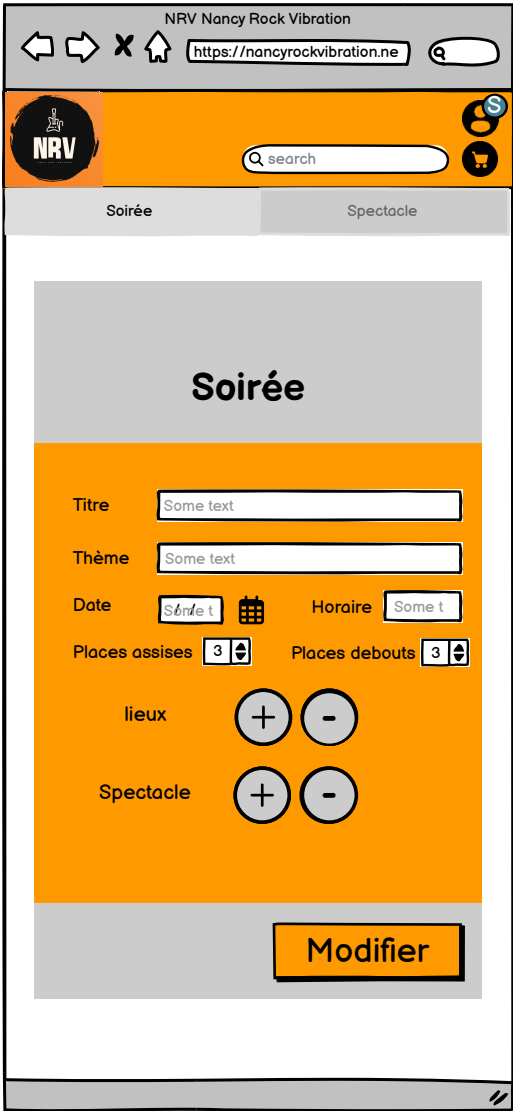 NRV Nancy Rock Vibration
https://nancyrockvibration.ne
S
NRV
search
Soirée
Spectacle
Soirée
Titre
Some text
Thème
Some text
Date
/ /
Some t
Horaire
Some t
Places assises
3
Places debouts
3
lieux
+
-
Spectacle
+
-
Modifier